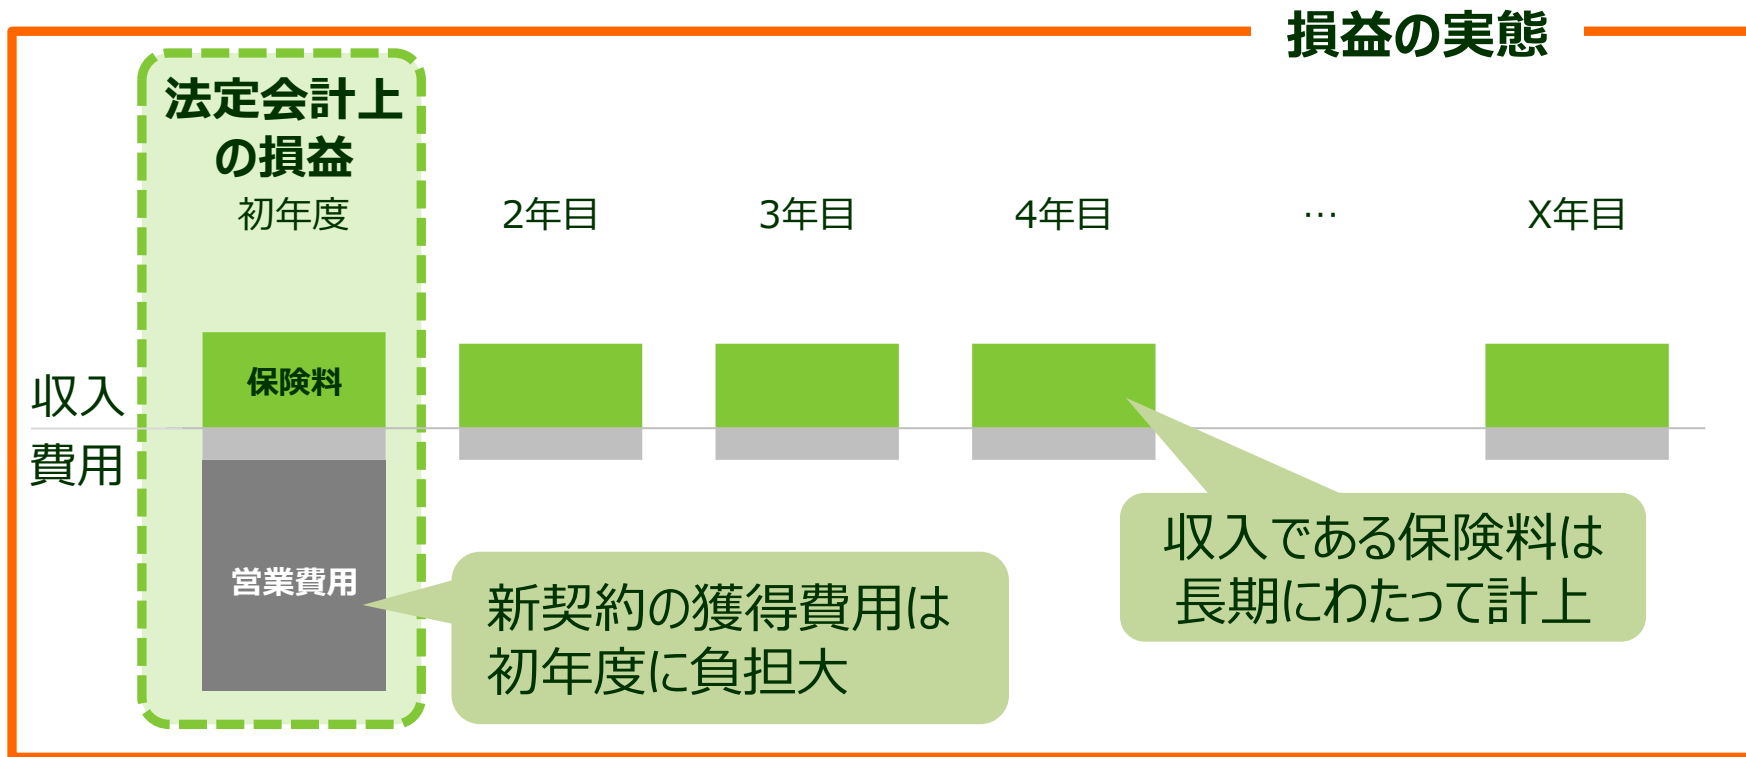 損益の実態
法定会計上
の損益
初年度
2年目
3年目
4年目
…
X年目
保険料
収入
費用
営業費用
新契約の獲得費用は
初年度に負担大
収入である保険料は
長期にわたって計上